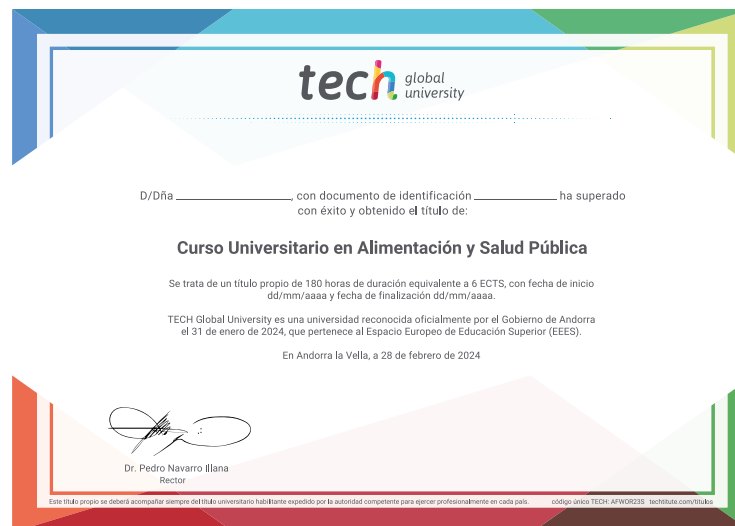 tech global university
D/Dña ____________, con documento de identificación ____________ ha superado
con éxito y obtenido el título de:
Curso Universitario en Alimentación y Salud Pública
Se trata de un título propio de 180 horas de duración equivalente a 6 ECTS, con fecha de inicio
dd/mm/aaaa y fecha de finalización dd/mm/aaaa.
TECH Global University es una universidad reconocida oficialmente por el Gobierno de Andorra
el 31 de enero de 2024, que pertenece al Espacio Europeo de Educación Superior (EEES).
En Andorra la Vella, a 28 de febrero de 2024
Dr. Pedro Navarro Illana
Rector
Este título propio se deberá acompañar siempre del título universitario habilitante expedido por la autoridad competente para ejercer profesionalmente en cada país. código único TECH: AFWOR23S techtitute.com/titulos